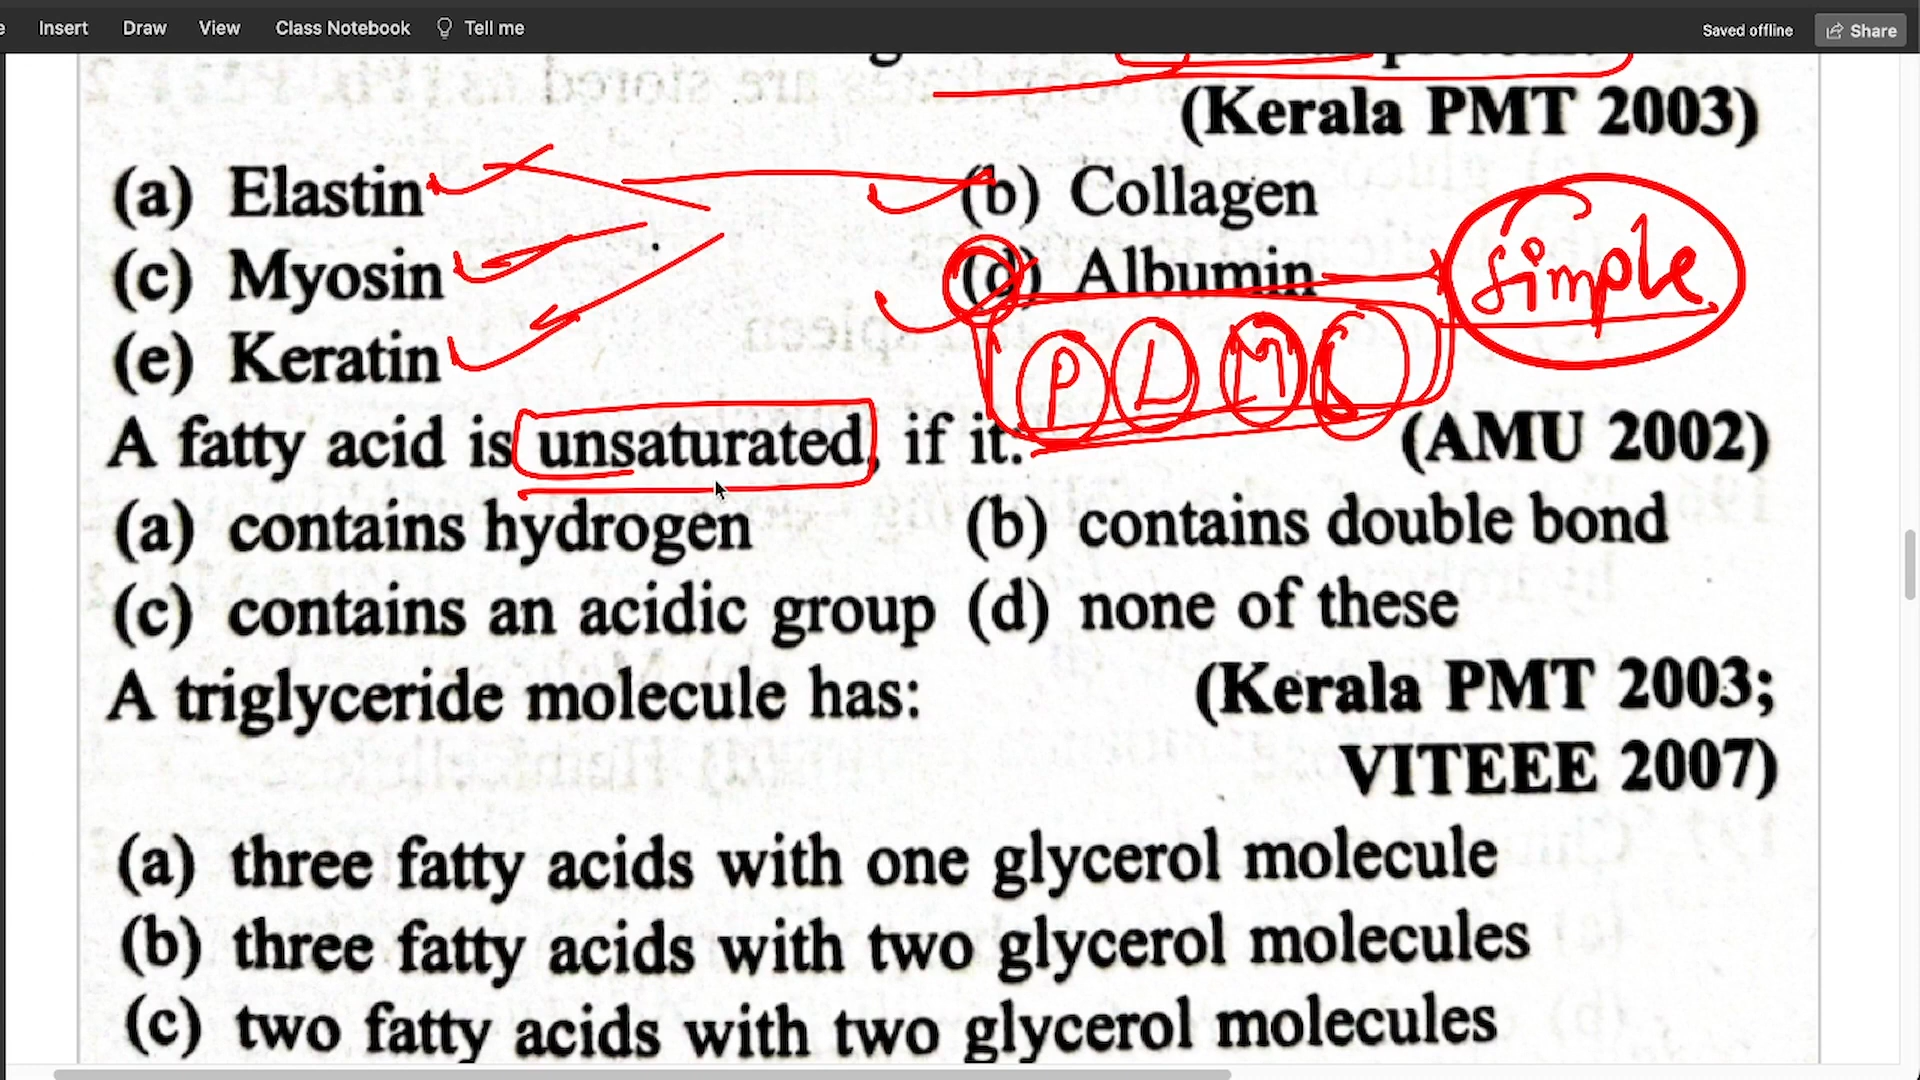 Insert Draw View Class Notebook Tell me Saved offline Share
(Kerala PMT 2003)
(a) Elastin (b) Collagen
(c) Myosin (d) Albumin simple
(e) Keratin P L M
A fatty acid is unsaturated, if it: (AMU 2002)
(a) contains hydrogen (b) contains double bond
(c) contains an acidic group (d) none of these
A triglyceride molecule has: (Kerala PMT 2003;
VITEEE 2007)
(a) three fatty acids with one glycerol molecule
(b) three fatty acids with two glycerol molecules
(c) two fatty acids with two glycerol molecules